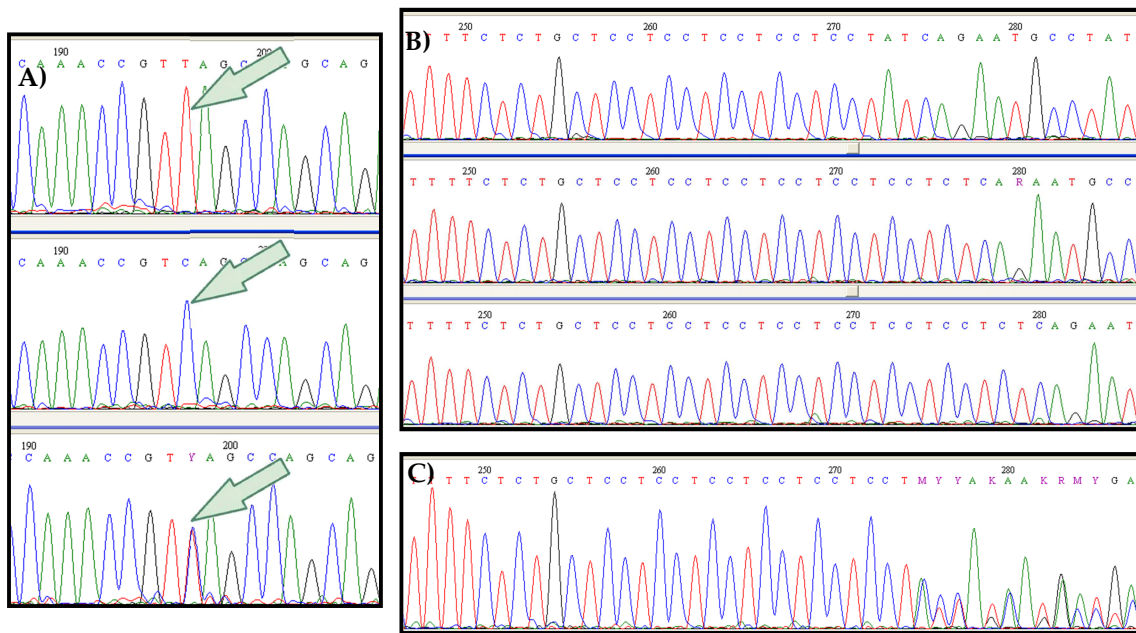 A)
190 200
C A A A C C G T T A G C A G C A G
190
C A A A C C G T C A G C A G C A G
190 200
C A A A C C G T Y A G C C A G C A G
B)
250 260 270 280
T T C T C T G C T C C T C C T C C T C C T A T C A G A A T G C C T A T
250 260 270 280
T T T T C T C T G C T C C T C C T C C T C C T C C T C T C A R A A T G C C
250 260 270 280
T T T T C T C T G C T C C T C C T C C T C C T C C T C C T C T C A G A A T
C)
250 260 270 280
T T C T C T G C T C C T C C T C C T C C T C C T M Y Y A K A A K R M Y G A